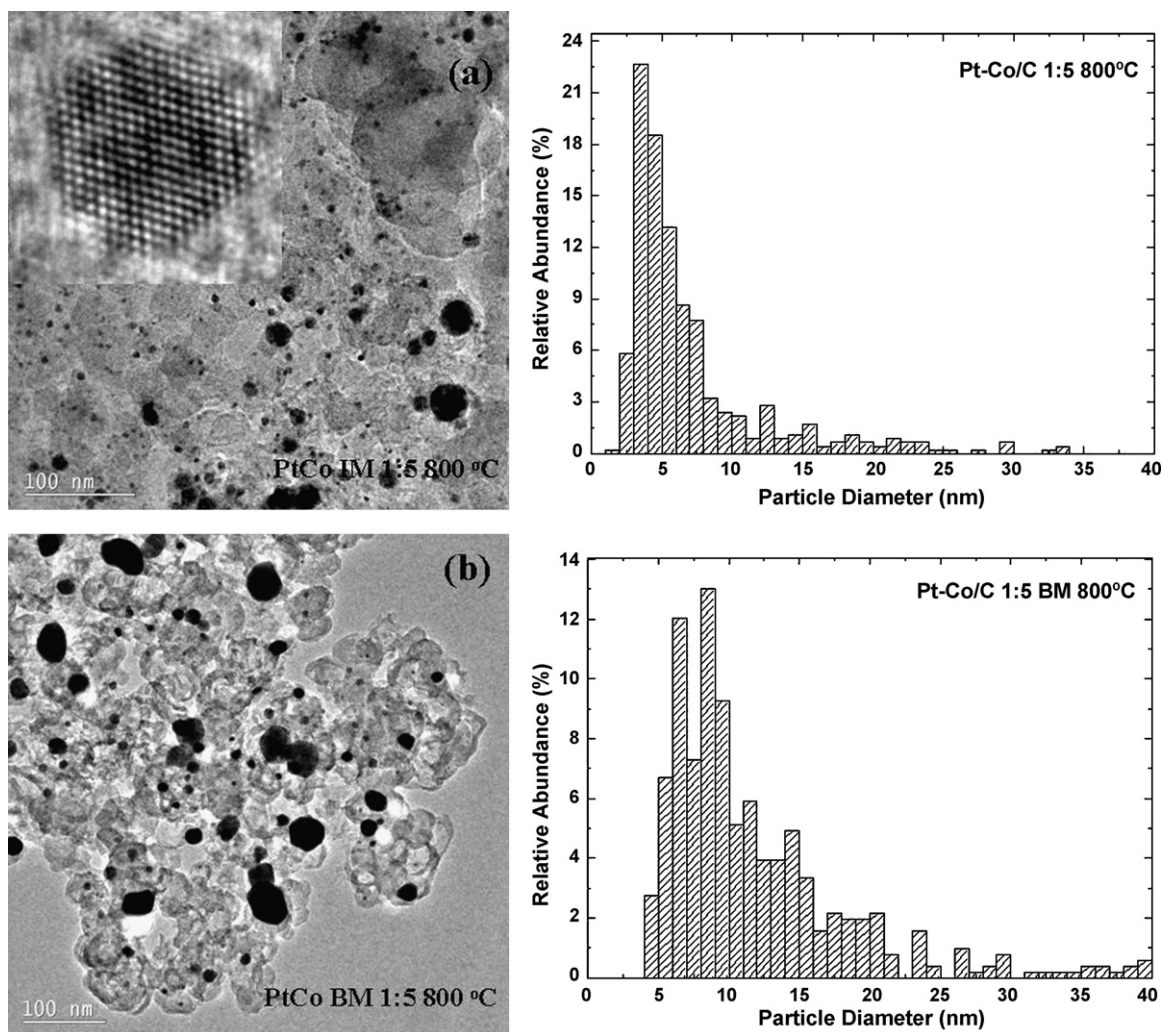 (a)
PtCo IM 1:5 800 ºC
100 nm
Pt-Co/C 1:5 800ºC
Relative Abundance (%)
24
21
18
15
12
9
6
3
0
0 5 10 15 20 25 30 35 40
Particle Diameter (nm)
(b)
PtCo BM 1:5 800 ºC
100 nm
Pt-Co/C 1:5 BM 800ºC
Relative Abundance (%)
14
12
10
8
6
4
2
0
0 5 10 15 20 25 30 35 40
Particle Diameter (nm)